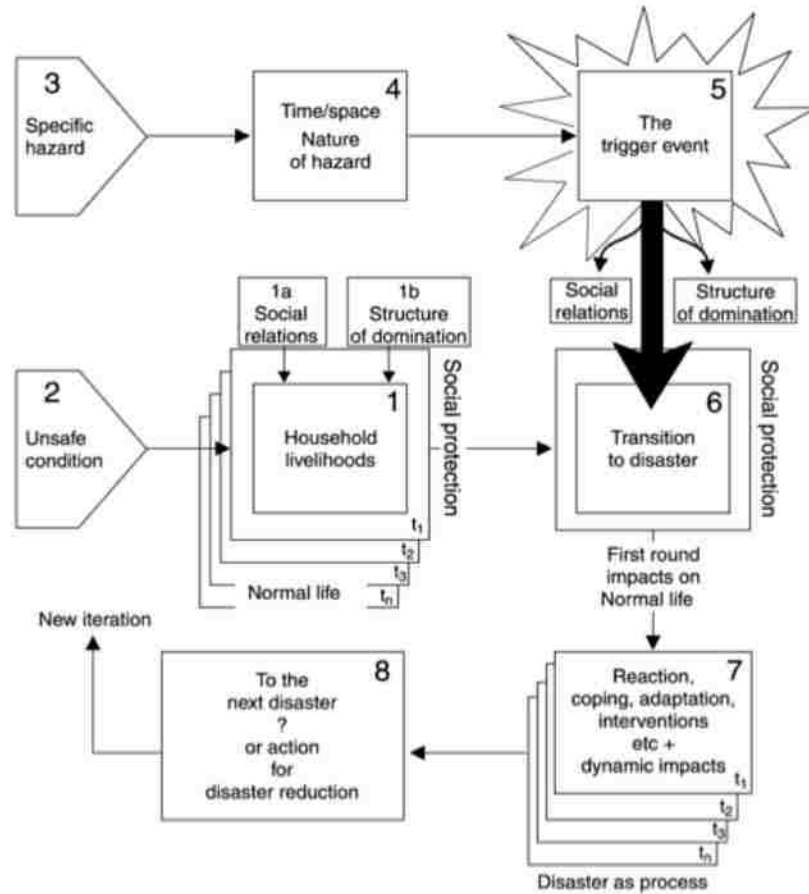 3
Specific
hazard
4
Time/space
Nature
of hazard
5
The
trigger event
Social
relations
Structure
of domination
1a
Social
relations
1b
Structure
of domination
2
Unsafe
condition
1
Household
livelihoods
Social protection
t1
t2
t3
tn
Normal life
6
Transition
to disaster
Social protection
First round
impacts on
Normal life
7
Reaction,
coping, adaptation,
interventions
etc +
dynamic impacts
t1
t2
t3
tn
Disaster as process
8
To the
next disaster
?
or action
for
disaster reduction
New iteration